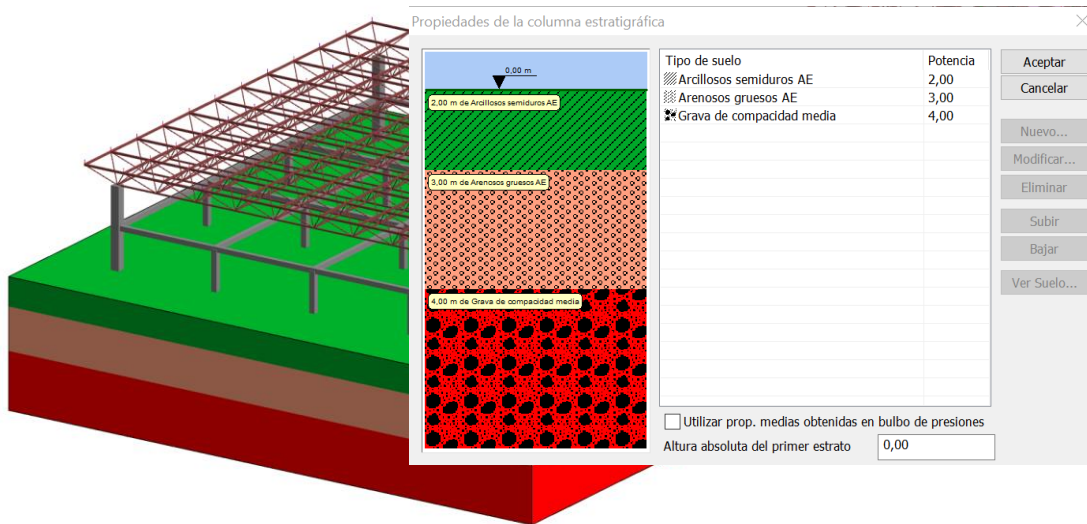 Propiedades de la columna estratigráfica
0,00 m
2,00 m de Arcillosos semiduros AE
3,00 m de Arenosos gruesos AE
4,00 m de Grava de compacidad media
Tipo de suelo Potencia
Arcillosos semiduros AE 2,00
Arenosos gruesos AE 3,00
Grava de compacidad media 4,00
Utilizar prop. medias obtenidas en bulbo de presiones
Altura absoluta del primer estrato 0,00
Aceptar
Cancelar
Nuevo...
Modificar...
Eliminar
Subir
Bajar
Ver Suelo...